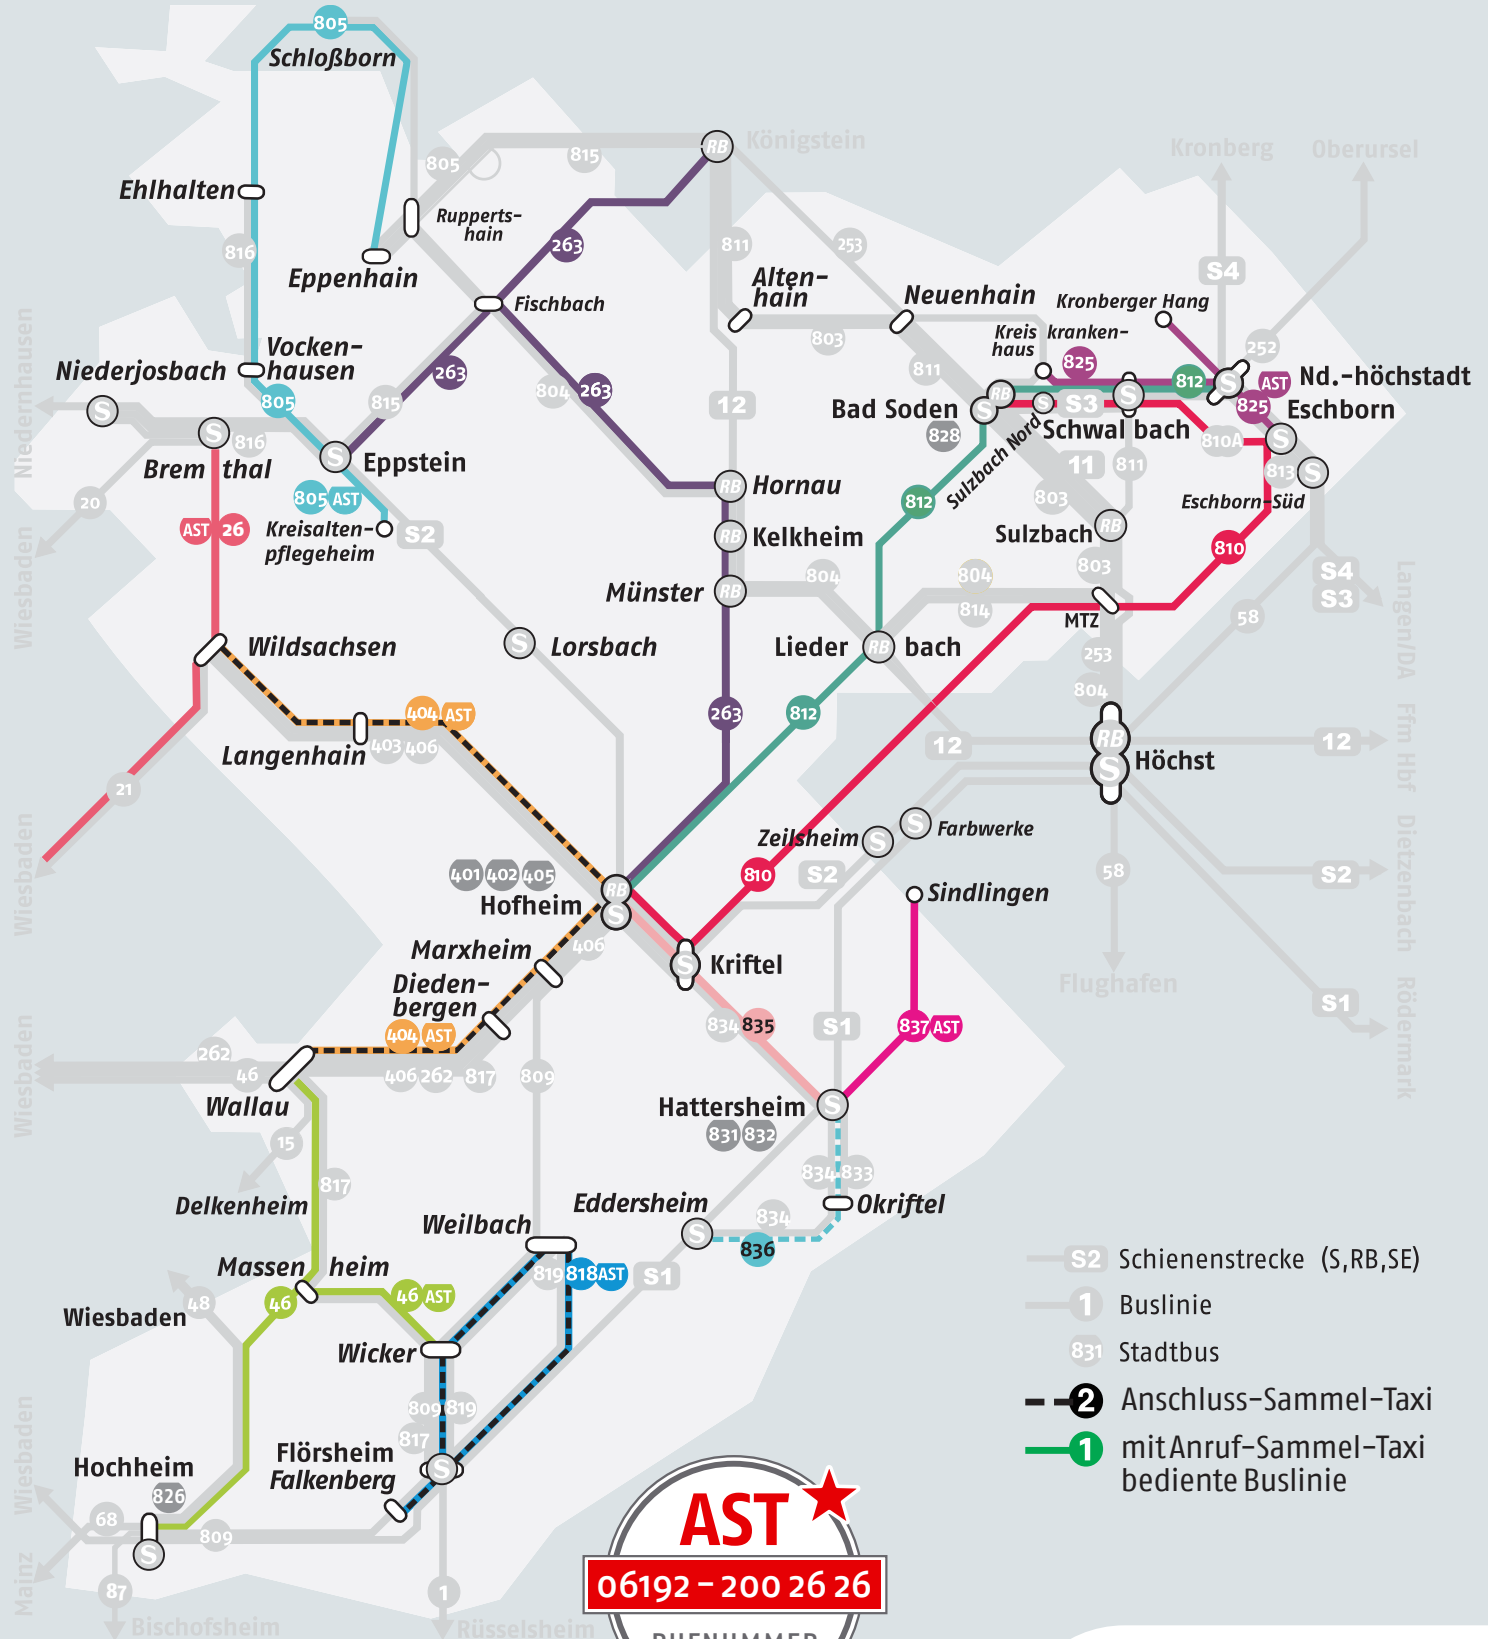 805
Schloßborn
Königstein
805
815
Kronberg
Oberursel
Ehlhalten
Rupperts-
hain
816
263
811
253
Eppenhain
Alten-
hain
S4
Fischbach
Neuenhain
Kronberger Hang
Niedernhausen
Vocken-
hausen
Kreis
haus
kranken-
252
803
Niederjosbach
263
804
263
811
825
812
AST
Nd.-höchstadt
805
815
12
Bad Soden
S3
825
Eschborn
816
828
Sulzbach Nord
Schwal bach
810A
Brem thal
Eppstein
11
811
813
RB
Hornau
805 AST
803
812
Eschborn-Süd
20
AST 26
Kreisalten-
pflegeheim
S2
Kelkheim
Sulzbach
810
Wiesbaden
803
804
804
S4
S3
Münster
814
MTZ
58
Langen/DA
Wildsachsen
Lorsbach
Lieder bach
253
804
404 AST
263
812
403 406
Langenhain
12
RB
S
Höchst
12
Ffm Hbf
21
Zeilsheim
Farbwerke
Wiesbaden
401 402 405
810
S2
58
S2
Dietzenbach
Hofheim
Sindlingen
406
Marxheim
Kriftel
Dieden-
bergen
Flughafen
S1
Rödermark
404 AST
834 835
S1
837 AST
Wiesbaden
262
46
406 262 817
809
Wallau
Hattersheim
831 832
15
817
834 833
Delkenheim
Eddersheim
Okriftel
Weilbach
834
836
Massen heim
819 818 AST
S1
S2 Schienenstrecke (S,RB,SE)
46
46 AST
48
Wiesbaden
1 Buslinie
Wicker
831 Stadtbus
809 819
2 Anschluss-Sammel-Taxi
817
1 mit Anruf-Sammel-Taxi
bediente Buslinie
Wiesbaden
Flörsheim
Falkenberg
Hochheim
826
68
809
AST
Mainz
87
1
06192 - 200 26 26
Bischofsheim
Rüsselsheim
RUFNUMMER